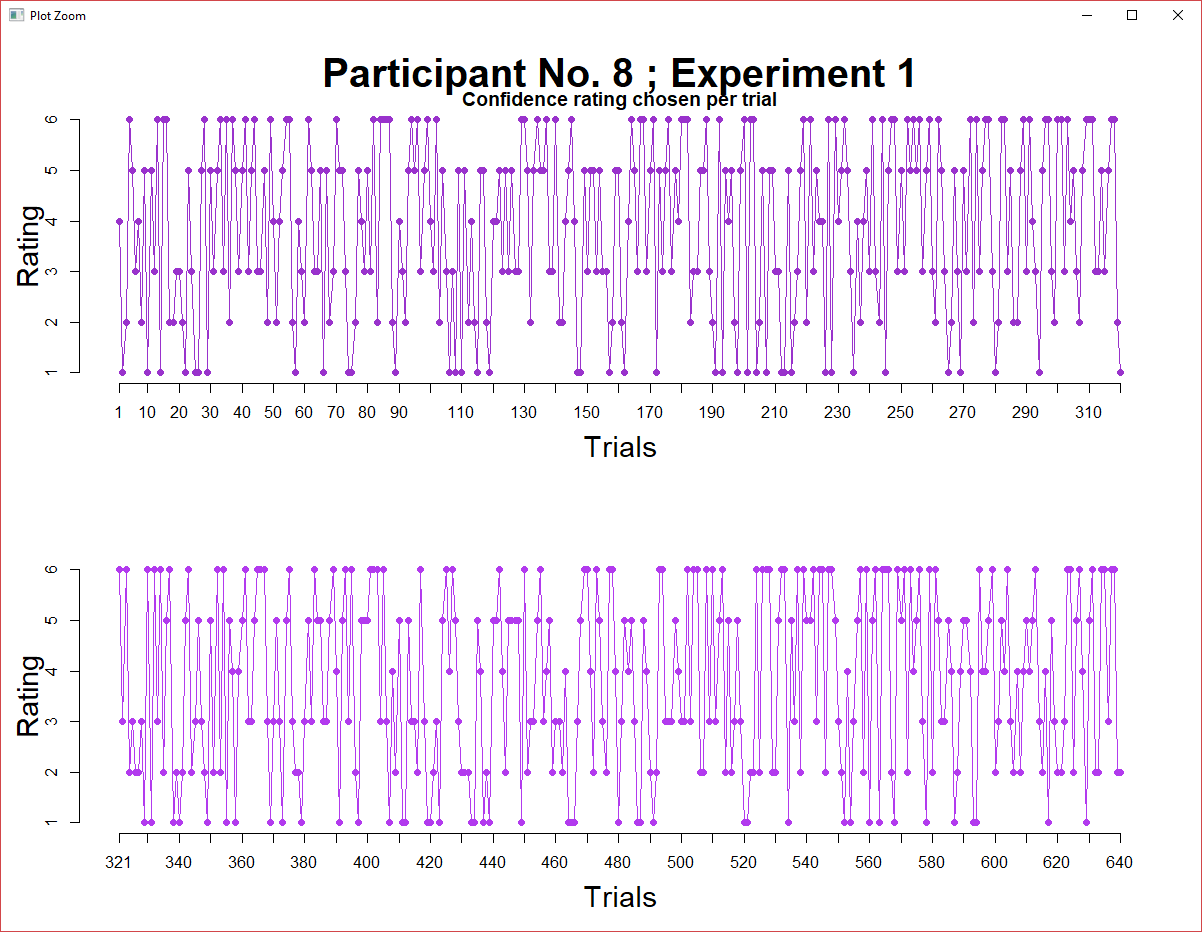 Plot Zoom
Participant No. 8 ; Experiment 1
Confidence rating chosen per trial
Rating
6
5
4
3
2
1
1 10 20 30 40 50 60 70 80 90 110 130 150 170 190 210 230 250 270 290 310
Trials
Rating
6
5
4
3
2
1
321 340 360 380 400 420 440 460 480 500 520 540 560 580 600 620 640
Trials